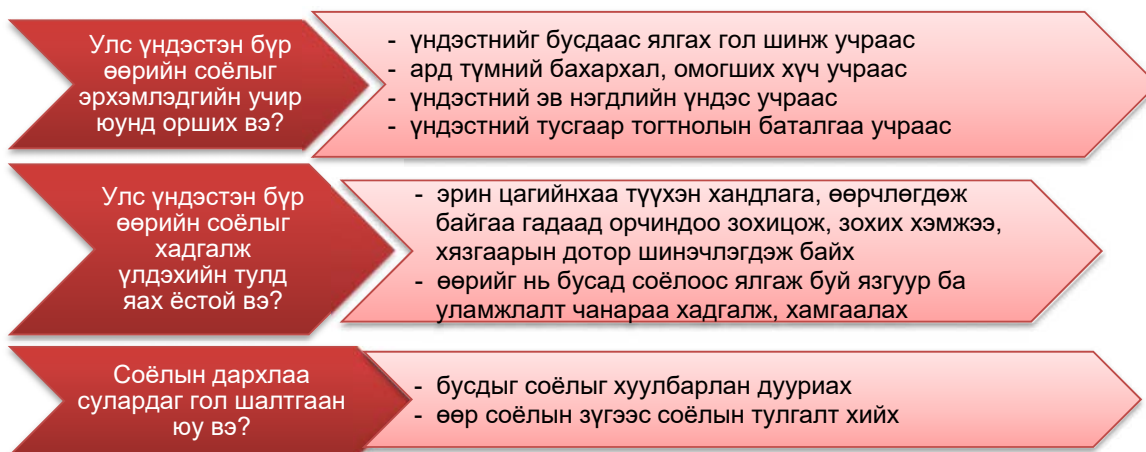 Улс үндэстэн бүр
өөрийн соёлыг
эрхэмлэдгийн учир
юунд орших вэ?
- үндэстнийг бусдаас ялгах гол шинж учраас
- ард түмний бахархал, омогших хүч учраас
- үндэстний эв нэгдлийн үндэс учраас
- үндэстний тусгаар тогтнолын баталгаа учраас
Улс үндэстэн бүр
өөрийн соёлыг
хадгалж
үлдэхийн тулд
яах ёстой вэ?
- эрин цагийнхаа түүхэн хандлага, өөрчлөгдөж
байгаа гадаад орчиндоо зохицож, зохих хэмжээ,
хязгаарын дотор шинэчлэгдэж байх
- өөрийг нь бусад соёлоос ялгаж буй язгуур ба
уламжлалт чанараа хадгалж, хамгаалах
Соёлын дархлаа
сулардаг гол шалтгаан
юу вэ?
- бусдыг соёлыг хуулбарлан дууриах
- өөр соёлын зүгээс соёлын тулгалт хийх